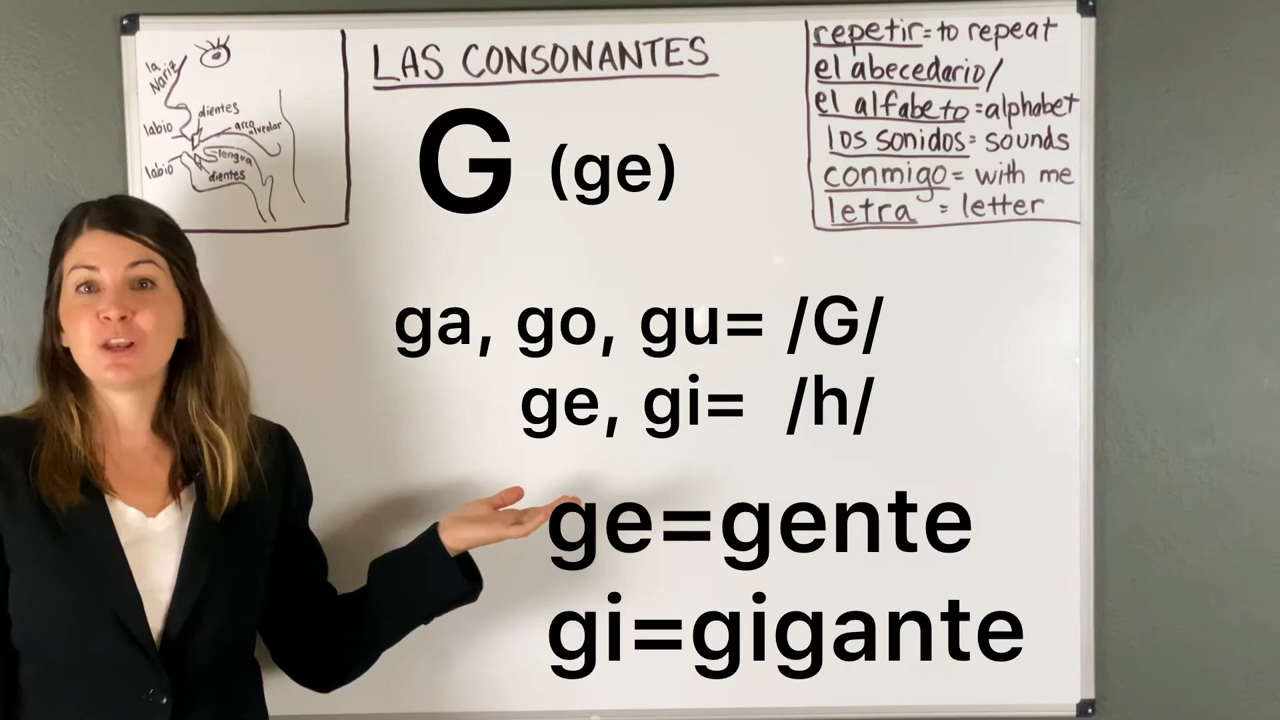 la
Nariz
dientes
labio
arco
alveolar
lengua
labio
dientes
LAS CONSONANTES
G (ge)
ga, go, gu= /G/
ge, gi= /h/
ge=gente
gi=gigante
repetir=to repeat
el abecedario/
el alfabeto=alphabet
los sonidos= sounds
conmigo= with me
letra = letter